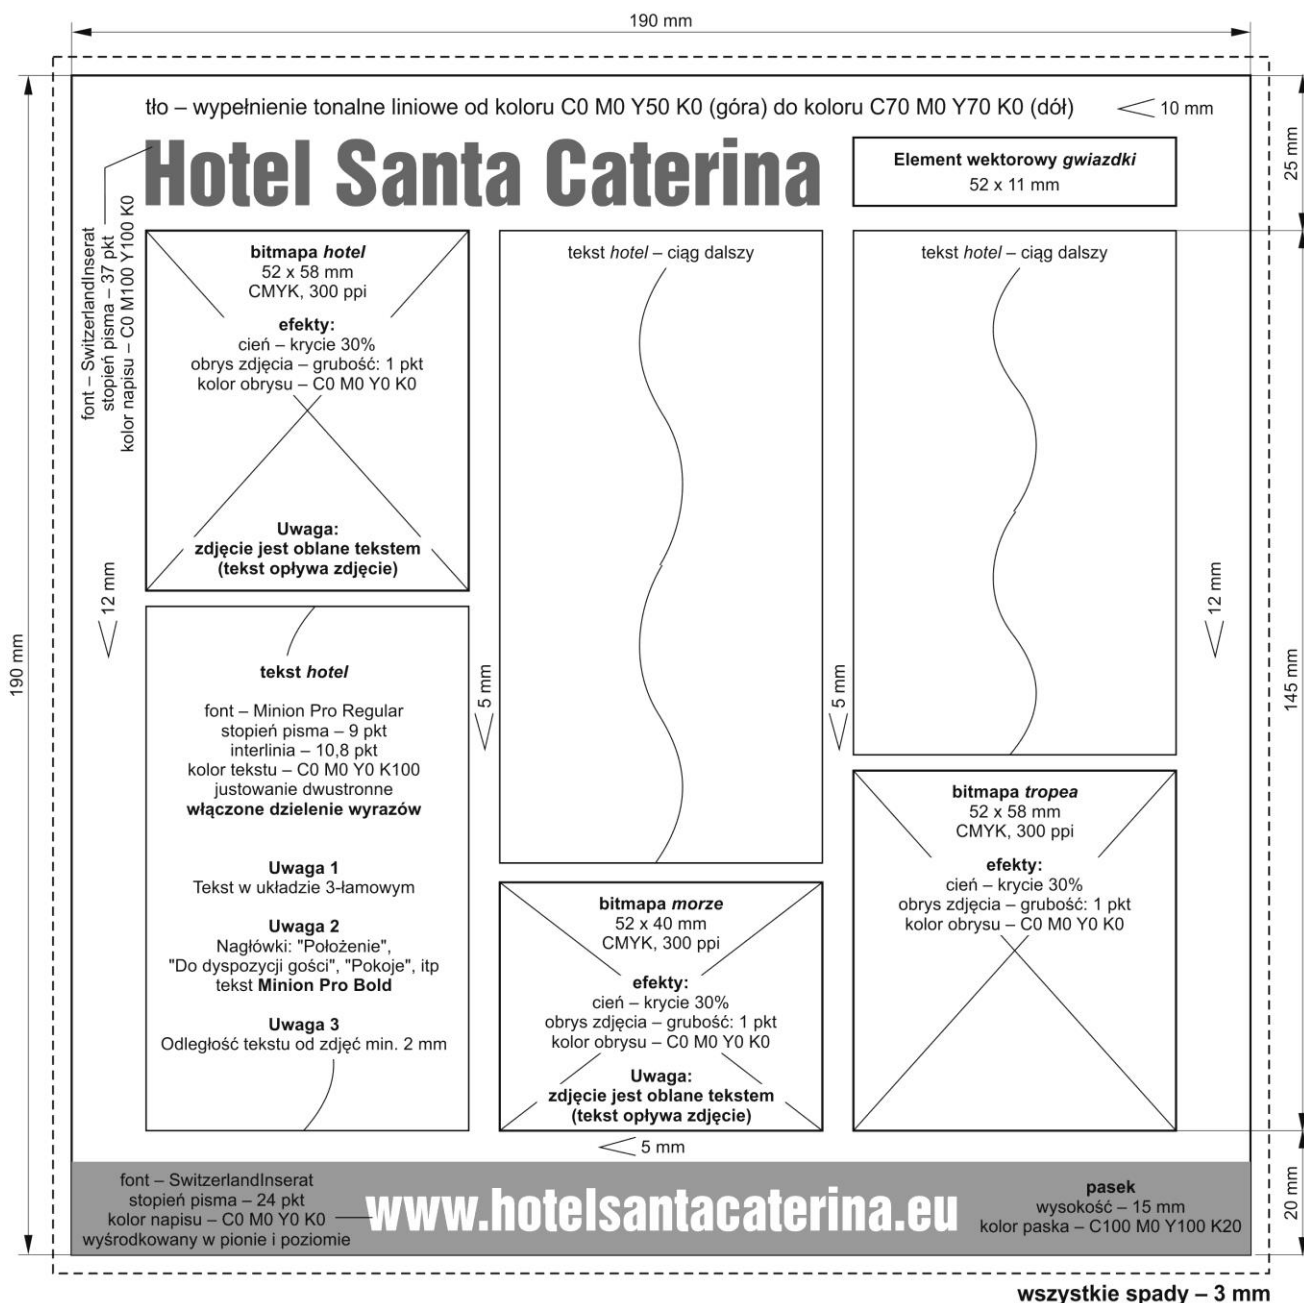 190 mm
tło – wypełnienie tonalne liniowe od koloru C0 M0 Y50 K0 (góra) do koloru C70 M0 Y70 K0 (dół)
10 mm
25 mm
Hotel Santa Caterina
Element wektorowy gwiazdki
52 x 11 mm
font – SwitzerlandInserat
stopień pisma – 37 pkt
kolor napisu – C0 M100 Y100 K0
bitmapa hotel
52 x 58 mm
CMYK, 300 ppi
efekty:
cień – krycie 30%
obrys zdjęcia – grubość: 1 pkt
kolor obrysu – C0 M0 Y0 K0
Uwaga:
zdjęcie jest oblane tekstem
(tekst opływa zdjęcie)
tekst hotel – ciąg dalszy
tekst hotel – ciąg dalszy
12 mm
12 mm
190 mm
145 mm
tekst hotel
font – Minion Pro Regular
stopień pisma – 9 pkt
interlinia – 10,8 pkt
kolor tekstu – C0 M0 Y0 K100
justowanie dwustronne
włączone dzielenie wyrazów
Uwaga 1
Tekst w układzie 3-łamowym
Uwaga 2
Nagłówki: "Położenie",
"Do dyspozycji gości", "Pokoje", itp
tekst Minion Pro Bold
Uwaga 3
Odległość tekstu od zdjęć min. 2 mm
5 mm
5 mm
bitmapa morze
52 x 40 mm
CMYK, 300 ppi
efekty:
cień – krycie 30%
obrys zdjęcia – grubość: 1 pkt
kolor obrysu – C0 M0 Y0 K0
Uwaga:
zdjęcie jest oblane tekstem
(tekst opływa zdjęcie)
bitmapa tropea
52 x 58 mm
CMYK, 300 ppi
efekty:
cień – krycie 30%
obrys zdjęcia – grubość: 1 pkt
kolor obrysu – C0 M0 Y0 K0
5 mm
font – SwitzerlandInserat
stopień pisma – 24 pkt
kolor napisu – C0 M0 Y0 K0
wyśrodkowany w pionie i poziomie
www.hotelsantacaterina.eu
pasek
wysokość – 15 mm
kolor paska – C100 M0 Y100 K20
20 mm
wszystkie spady – 3 mm